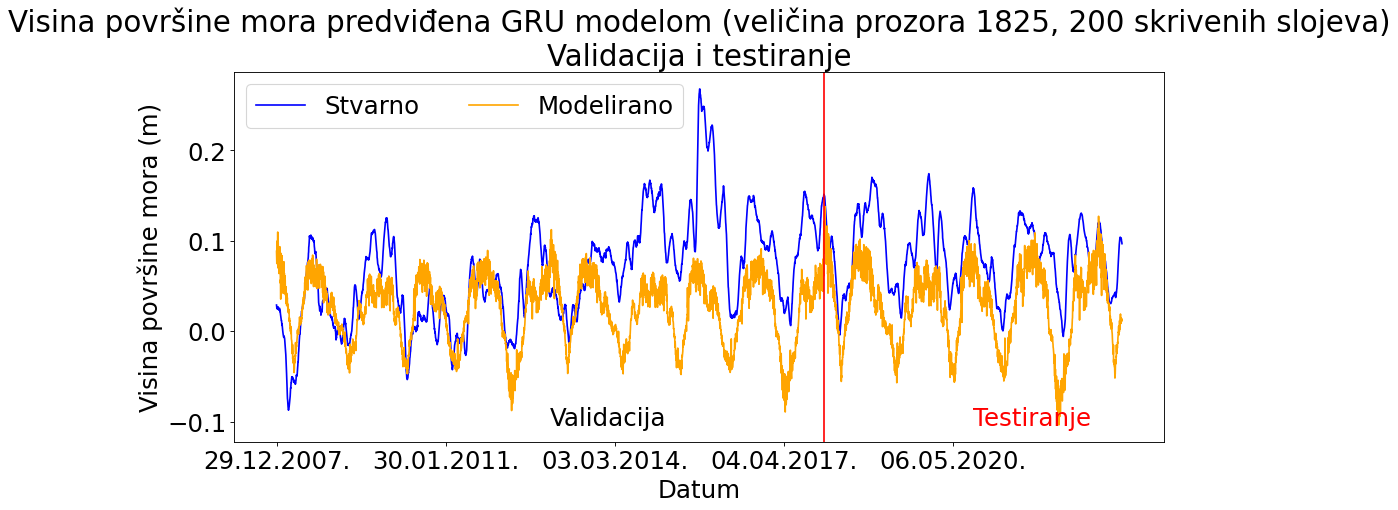 Visina površine mora predviđena GRU modelom (veličina prozora 1825, 200 skrivenih slojeva)
Validacija i testiranje
Stvarno
Modelirano
Visina površine mora (m)
0.2
0.1
0.0
−0.1
Validacija
Testiranje
29.12.2007.
30.01.2011.
03.03.2014.
04.04.2017.
06.05.2020.
Datum